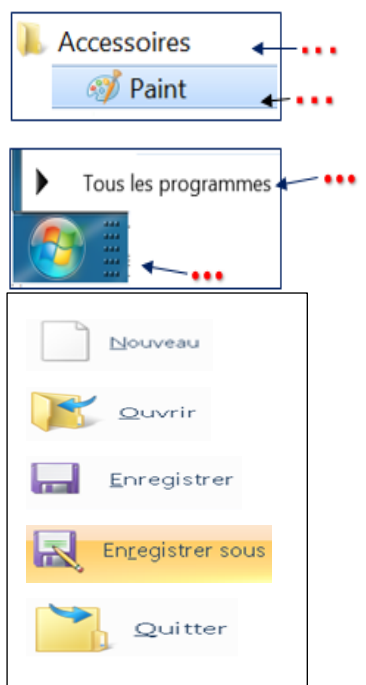 Accessoires
...
Paint
...
Tous les programmes
...
...
Nouveau
Ouvrir
Enregistrer
Enregistrer sous
Quitter